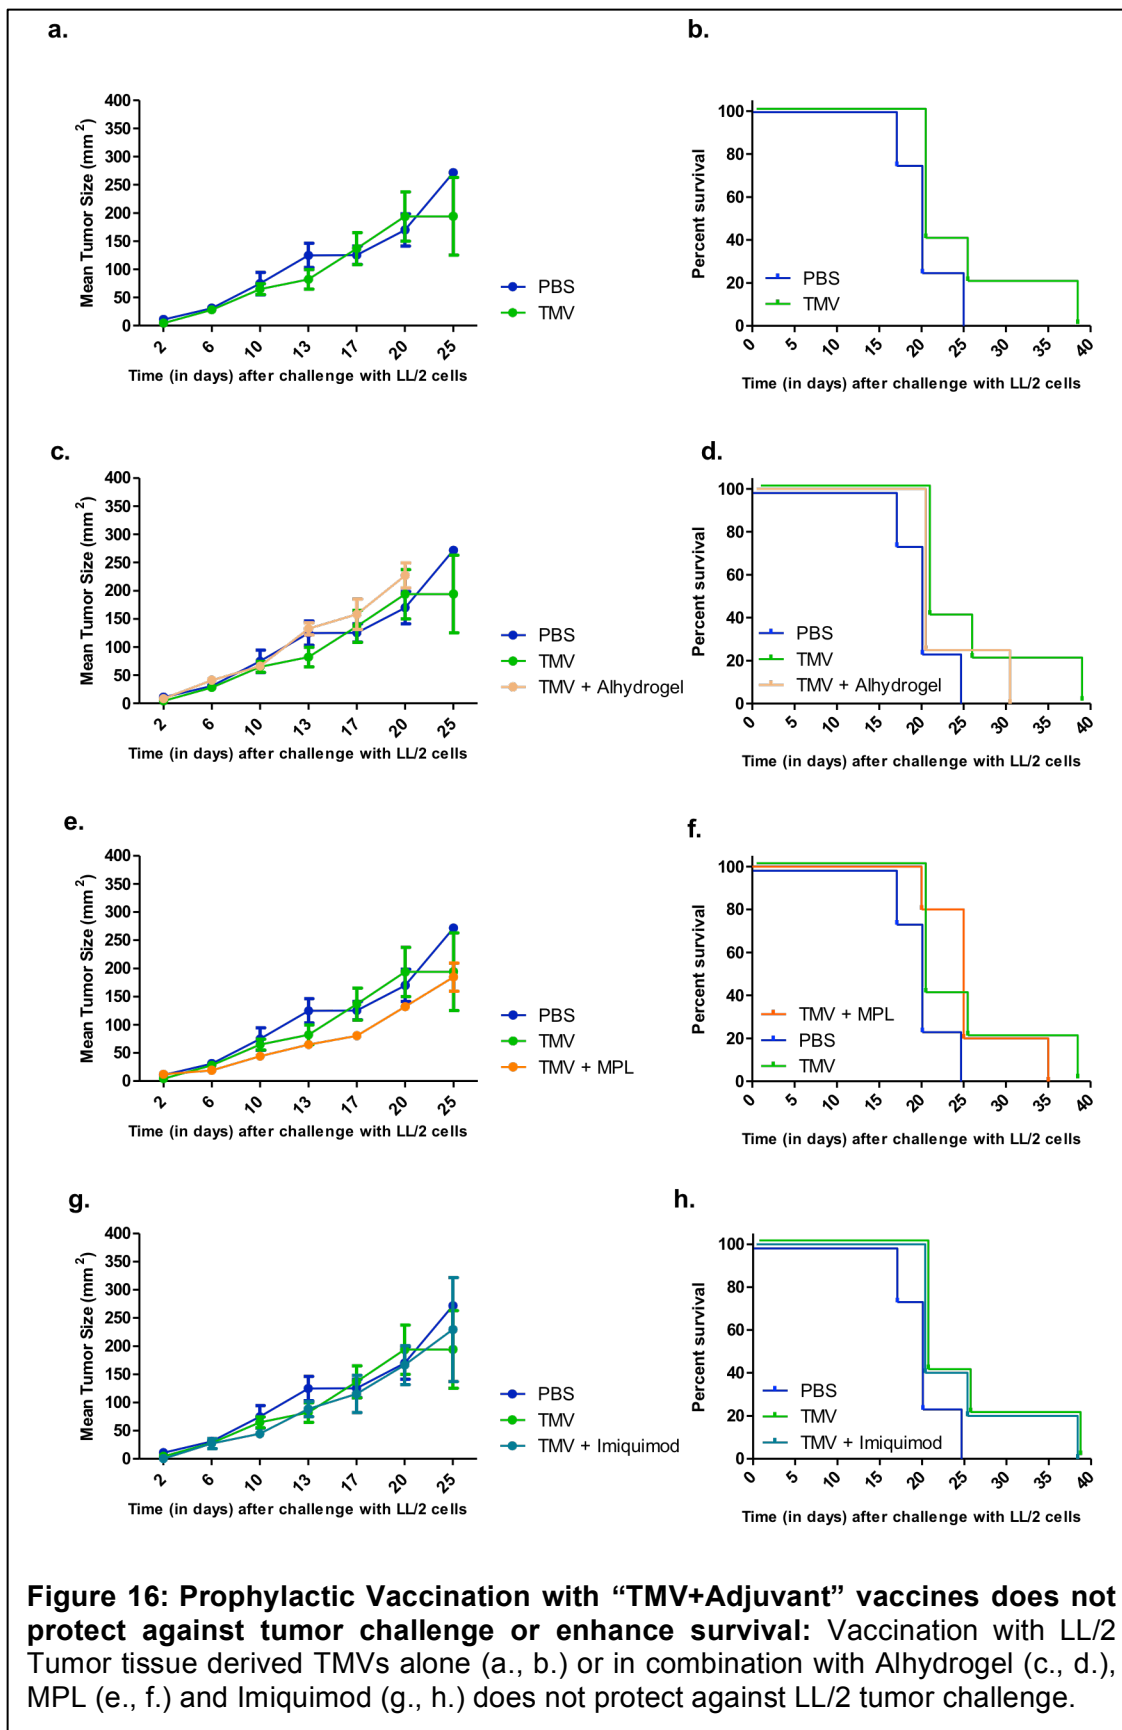 a.
Mean Tumor Size (mm²)
400
350
300
250
200
150
100
50
0
2
6
10
13
17
20
25
Time (in days) after challenge with LL/2 cells
PBS
TMV
b.
Percent survival
100
80
60
40
20
0
0
5
10
15
20
25
30
35
40
Time (in days) after challenge with LL/2 cells
PBS
TMV
c.
Mean Tumor Size (mm²)
400
350
300
250
200
150
100
50
0
2
6
10
13
17
20
25
Time (in days) after challenge with LL/2 cells
PBS
TMV
TMV + Alhydrogel
d.
Percent survival
100
80
60
40
20
0
0
5
10
15
20
25
30
35
40
Time (in days) after challenge with LL/2 cells
PBS
TMV
TMV + Alhydrogel
e.
Mean Tumor Size (mm²)
400
350
300
250
200
150
100
50
0
2
6
10
13
17
20
25
Time (in days) after challenge with LL/2 cells
PBS
TMV
TMV + MPL
f.
Percent survival
100
80
60
40
20
0
0
5
10
15
20
25
30
35
40
Time (in days) after challenge with LL/2 cells
TMV + MPL
PBS
TMV
g.
Mean Tumor Size (mm²)
400
350
300
250
200
150
100
50
0
2
6
10
13
17
20
25
Time (in days) after challenge with LL/2 cells
PBS
TMV
TMV + Imiquimod
h.
Percent survival
100
80
60
40
20
0
0
5
10
15
20
25
30
35
40
Time (in days) after challenge with LL/2 cells
PBS
TMV
TMV + Imiquimod
Figure 16: Prophylactic Vaccination with “TMV+Adjuvant” vaccines does not
protect against tumor challenge or enhance survival: Vaccination with LL/2
Tumor tissue derived TMVs alone (a., b.) or in combination with Alhydrogel (c., d.),
MPL (e., f.) and Imiquimod (g., h.) does not protect against LL/2 tumor challenge.